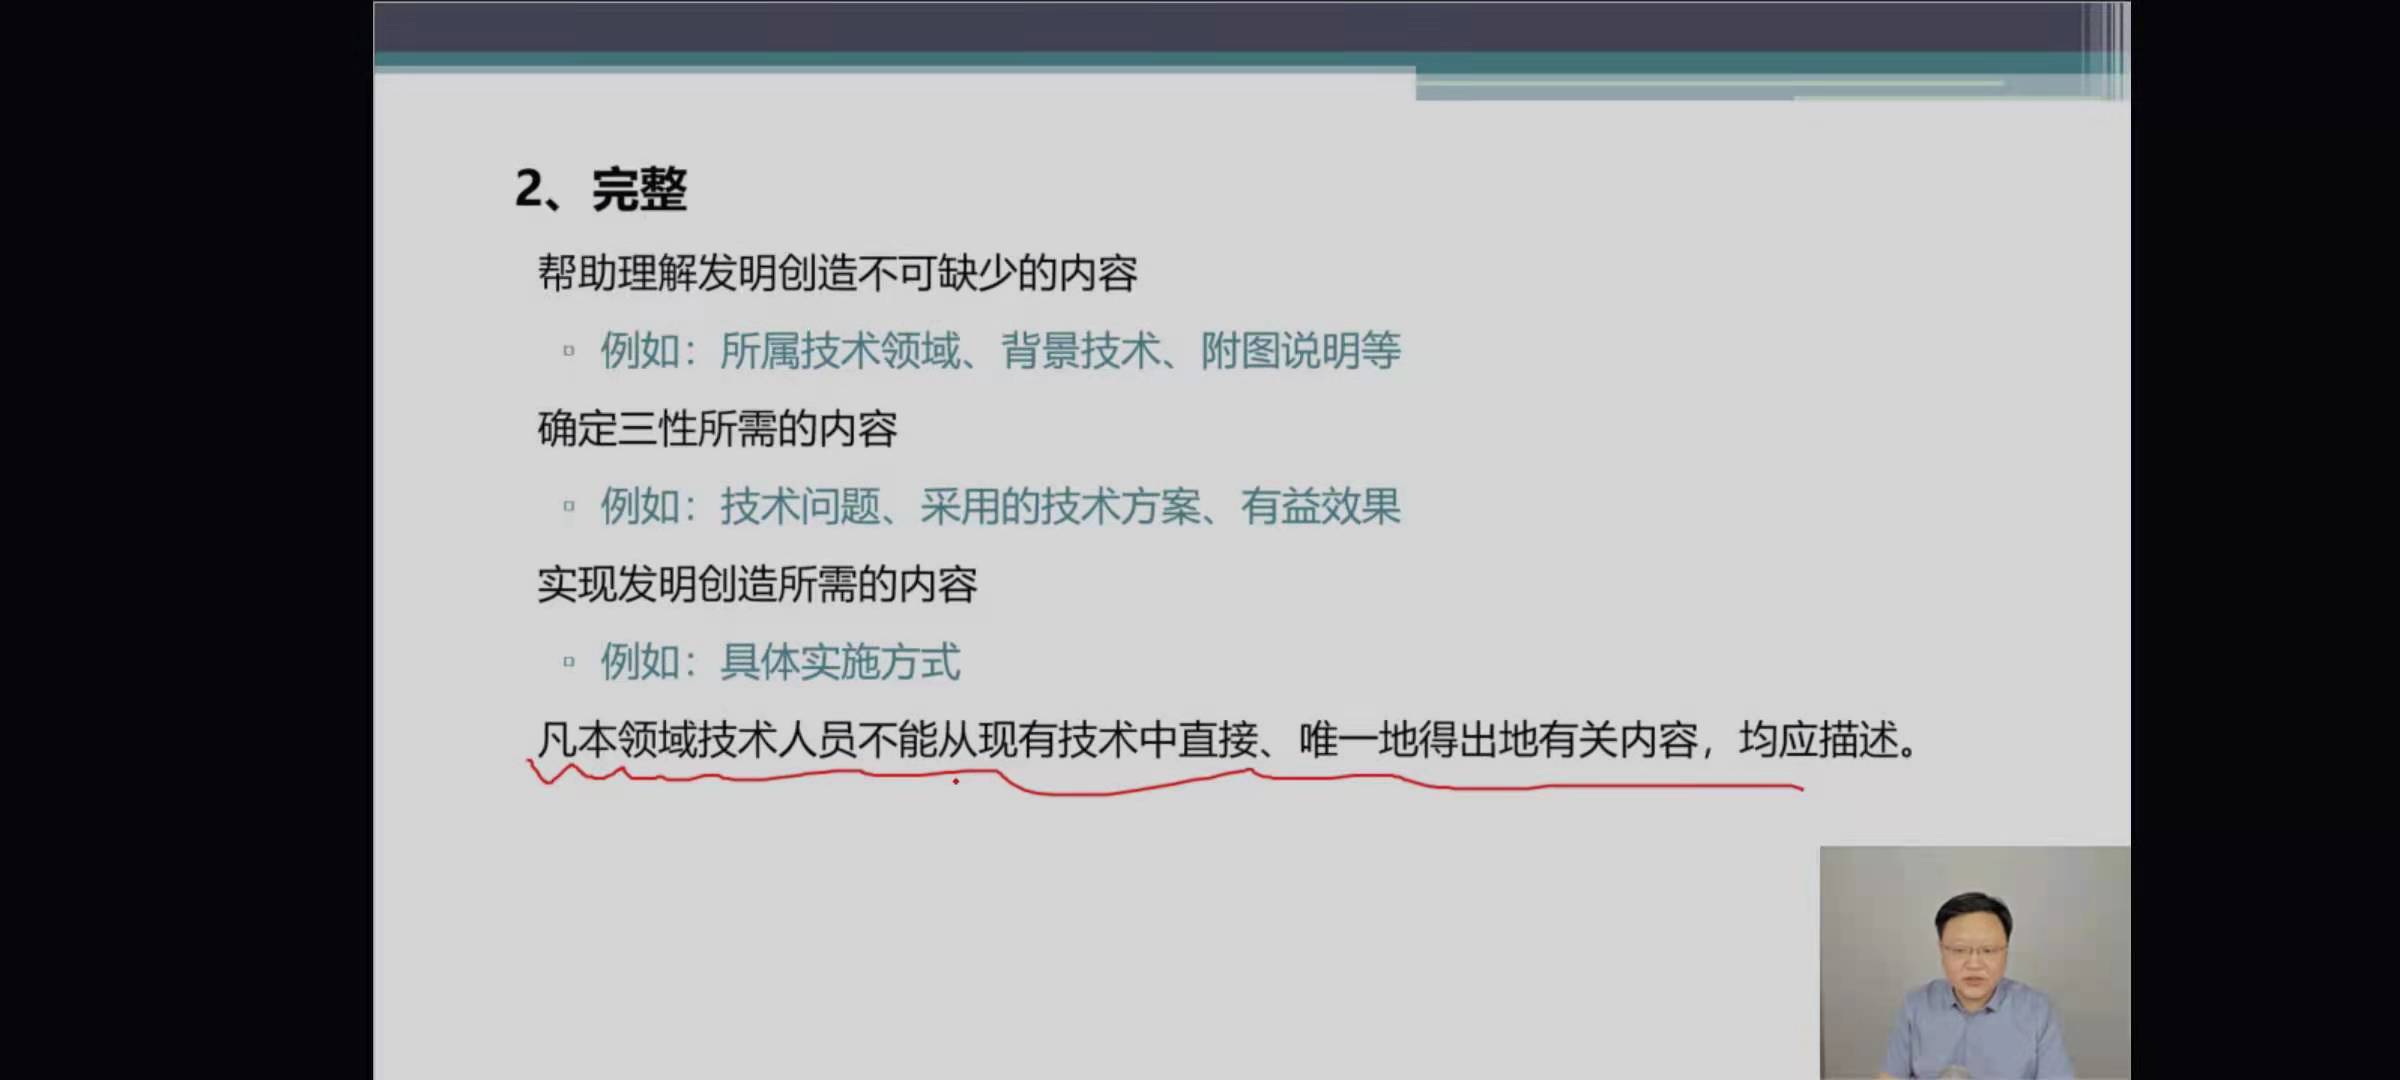 2、完整
帮助理解发明创造不可缺少的内容
▫ 例如：所属技术领域、背景技术、附图说明等
确定三性所需的内容
▫ 例如：技术问题、采用的技术方案、有益效果
实现发明创造所需的内容
▫ 例如：具体实施方式
凡本领域技术人员不能从现有技术中直接、唯一地得出地有关内容，均应描述。